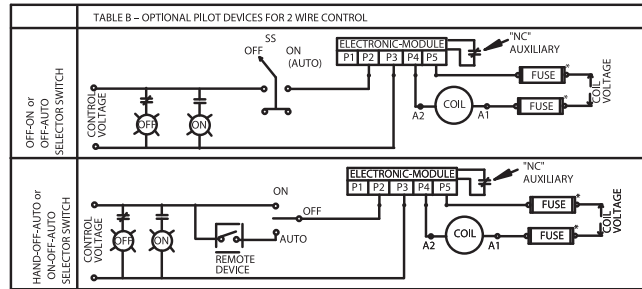 TABLE B – OPTIONAL PILOT DEVICES FOR 2 WIRE CONTROL
OFF-ON or
OFF-AUTO
SELECTOR SWITCH
CONTROL
VOLTAGE
OFF
ON
SS
OFF
ON
(AUTO)
ELECTRONIC-MODULE
P1 P2 P3 P4 P5
"NC"
AUXILIARY
FUSE *
A2 COIL A1
FUSE *
COIL
VOLTAGE
HAND-OFF-AUTO or
ON-OFF-AUTO
SELECTOR SWITCH
CONTROL
VOLTAGE
OFF
ON
REMOTE
DEVICE
ON
OFF
AUTO
ELECTRONIC-MODULE
P1 P2 P3 P4 P5
"NC"
AUXILIARY
FUSE *
A2 COIL A1
FUSE *
COIL
VOLTAGE